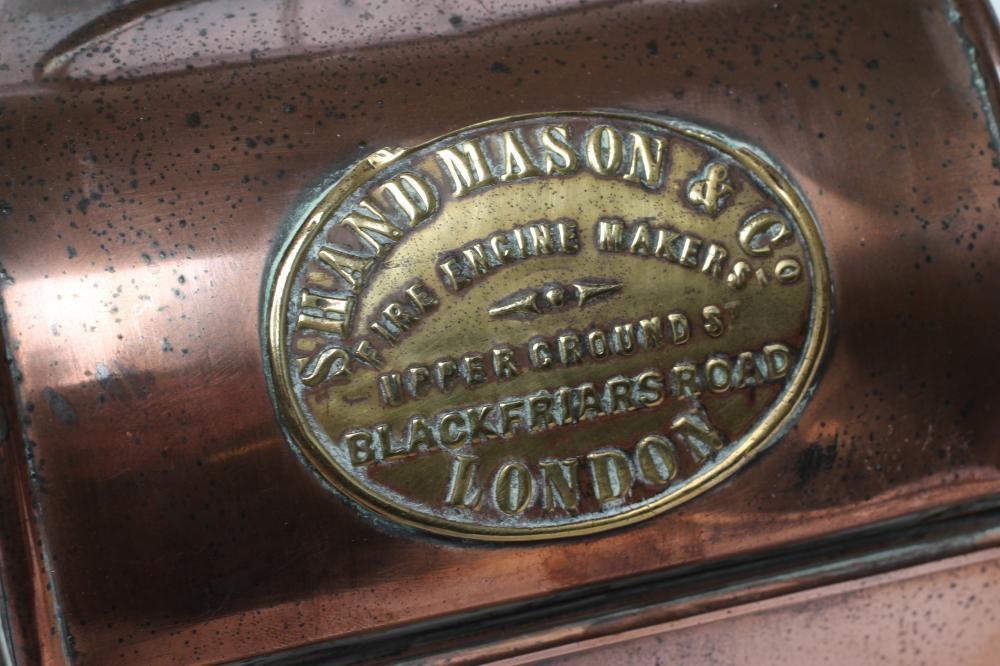 SHAND MASON & Co
FIRE ENGINE MAKERS
UPPER GROUND ST
BLACKFRIARS ROAD
LONDON